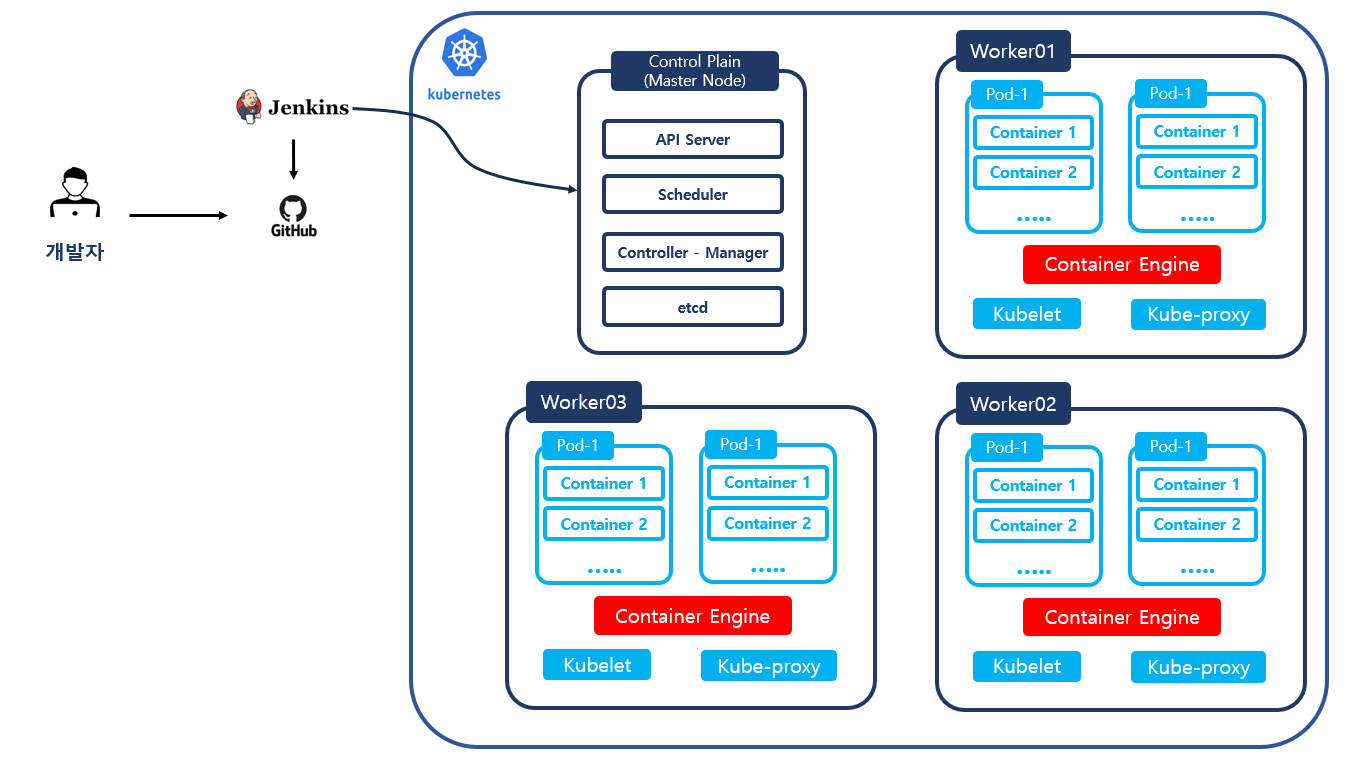 kubernetes
Jenkins
GitHub
개발자
Control Plain
(Master Node)
API Server
Scheduler
Controller - Manager
etcd
Worker01
Pod-1
Container 1
Container 2
.....
Pod-1
Container 1
Container 2
.....
Container Engine
Kubelet
Kube-proxy
Worker03
Pod-1
Container 1
Container 2
.....
Pod-1
Container 1
Container 2
.....
Container Engine
Kubelet
Kube-proxy
Worker02
Pod-1
Container 1
Container 2
.....
Pod-1
Container 1
Container 2
.....
Container Engine
Kubelet
Kube-proxy